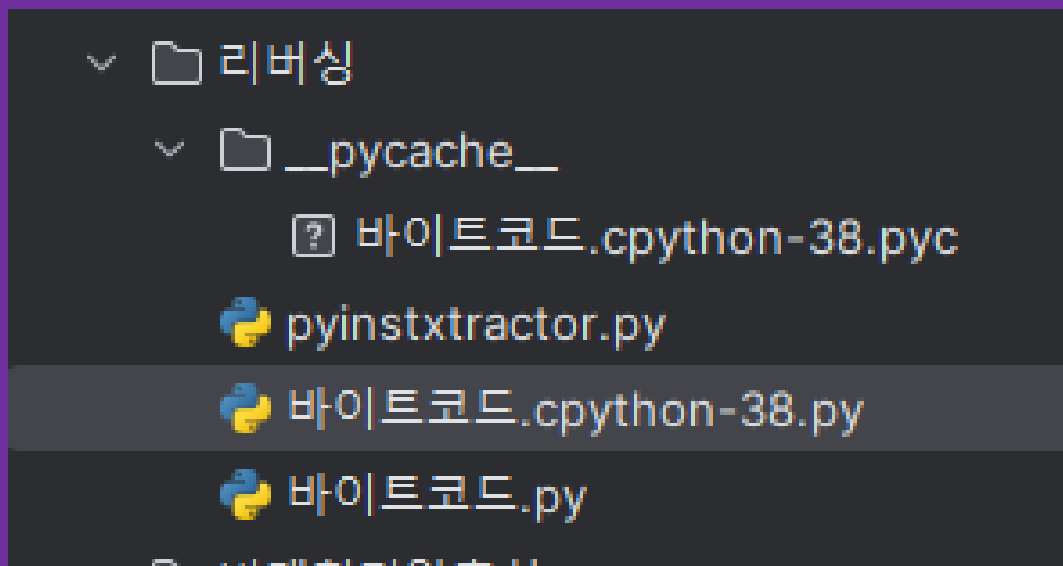 리버싱
__pycache__
바이트코드.cpython-38.pyc
pyinstxtractor.py
바이트코드.cpython-38.py
바이트코드.py